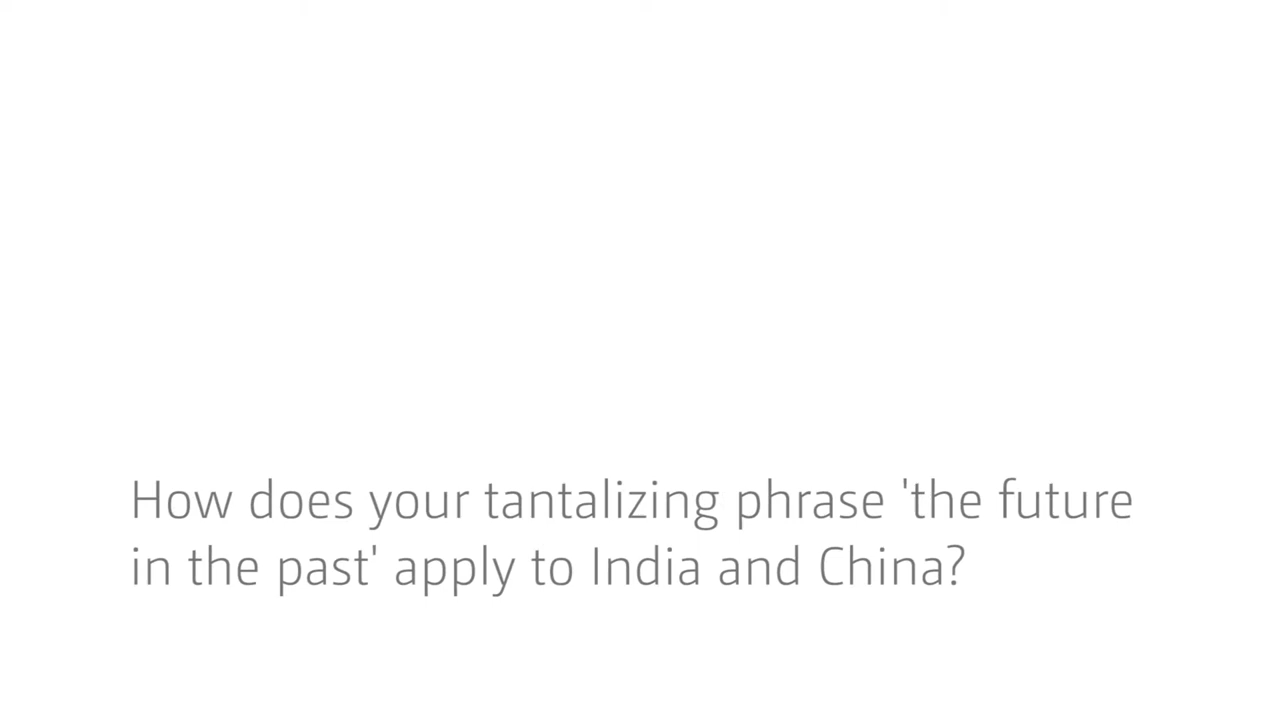 How does your tantalizing phrase 'the future
in the past' apply to India and China?